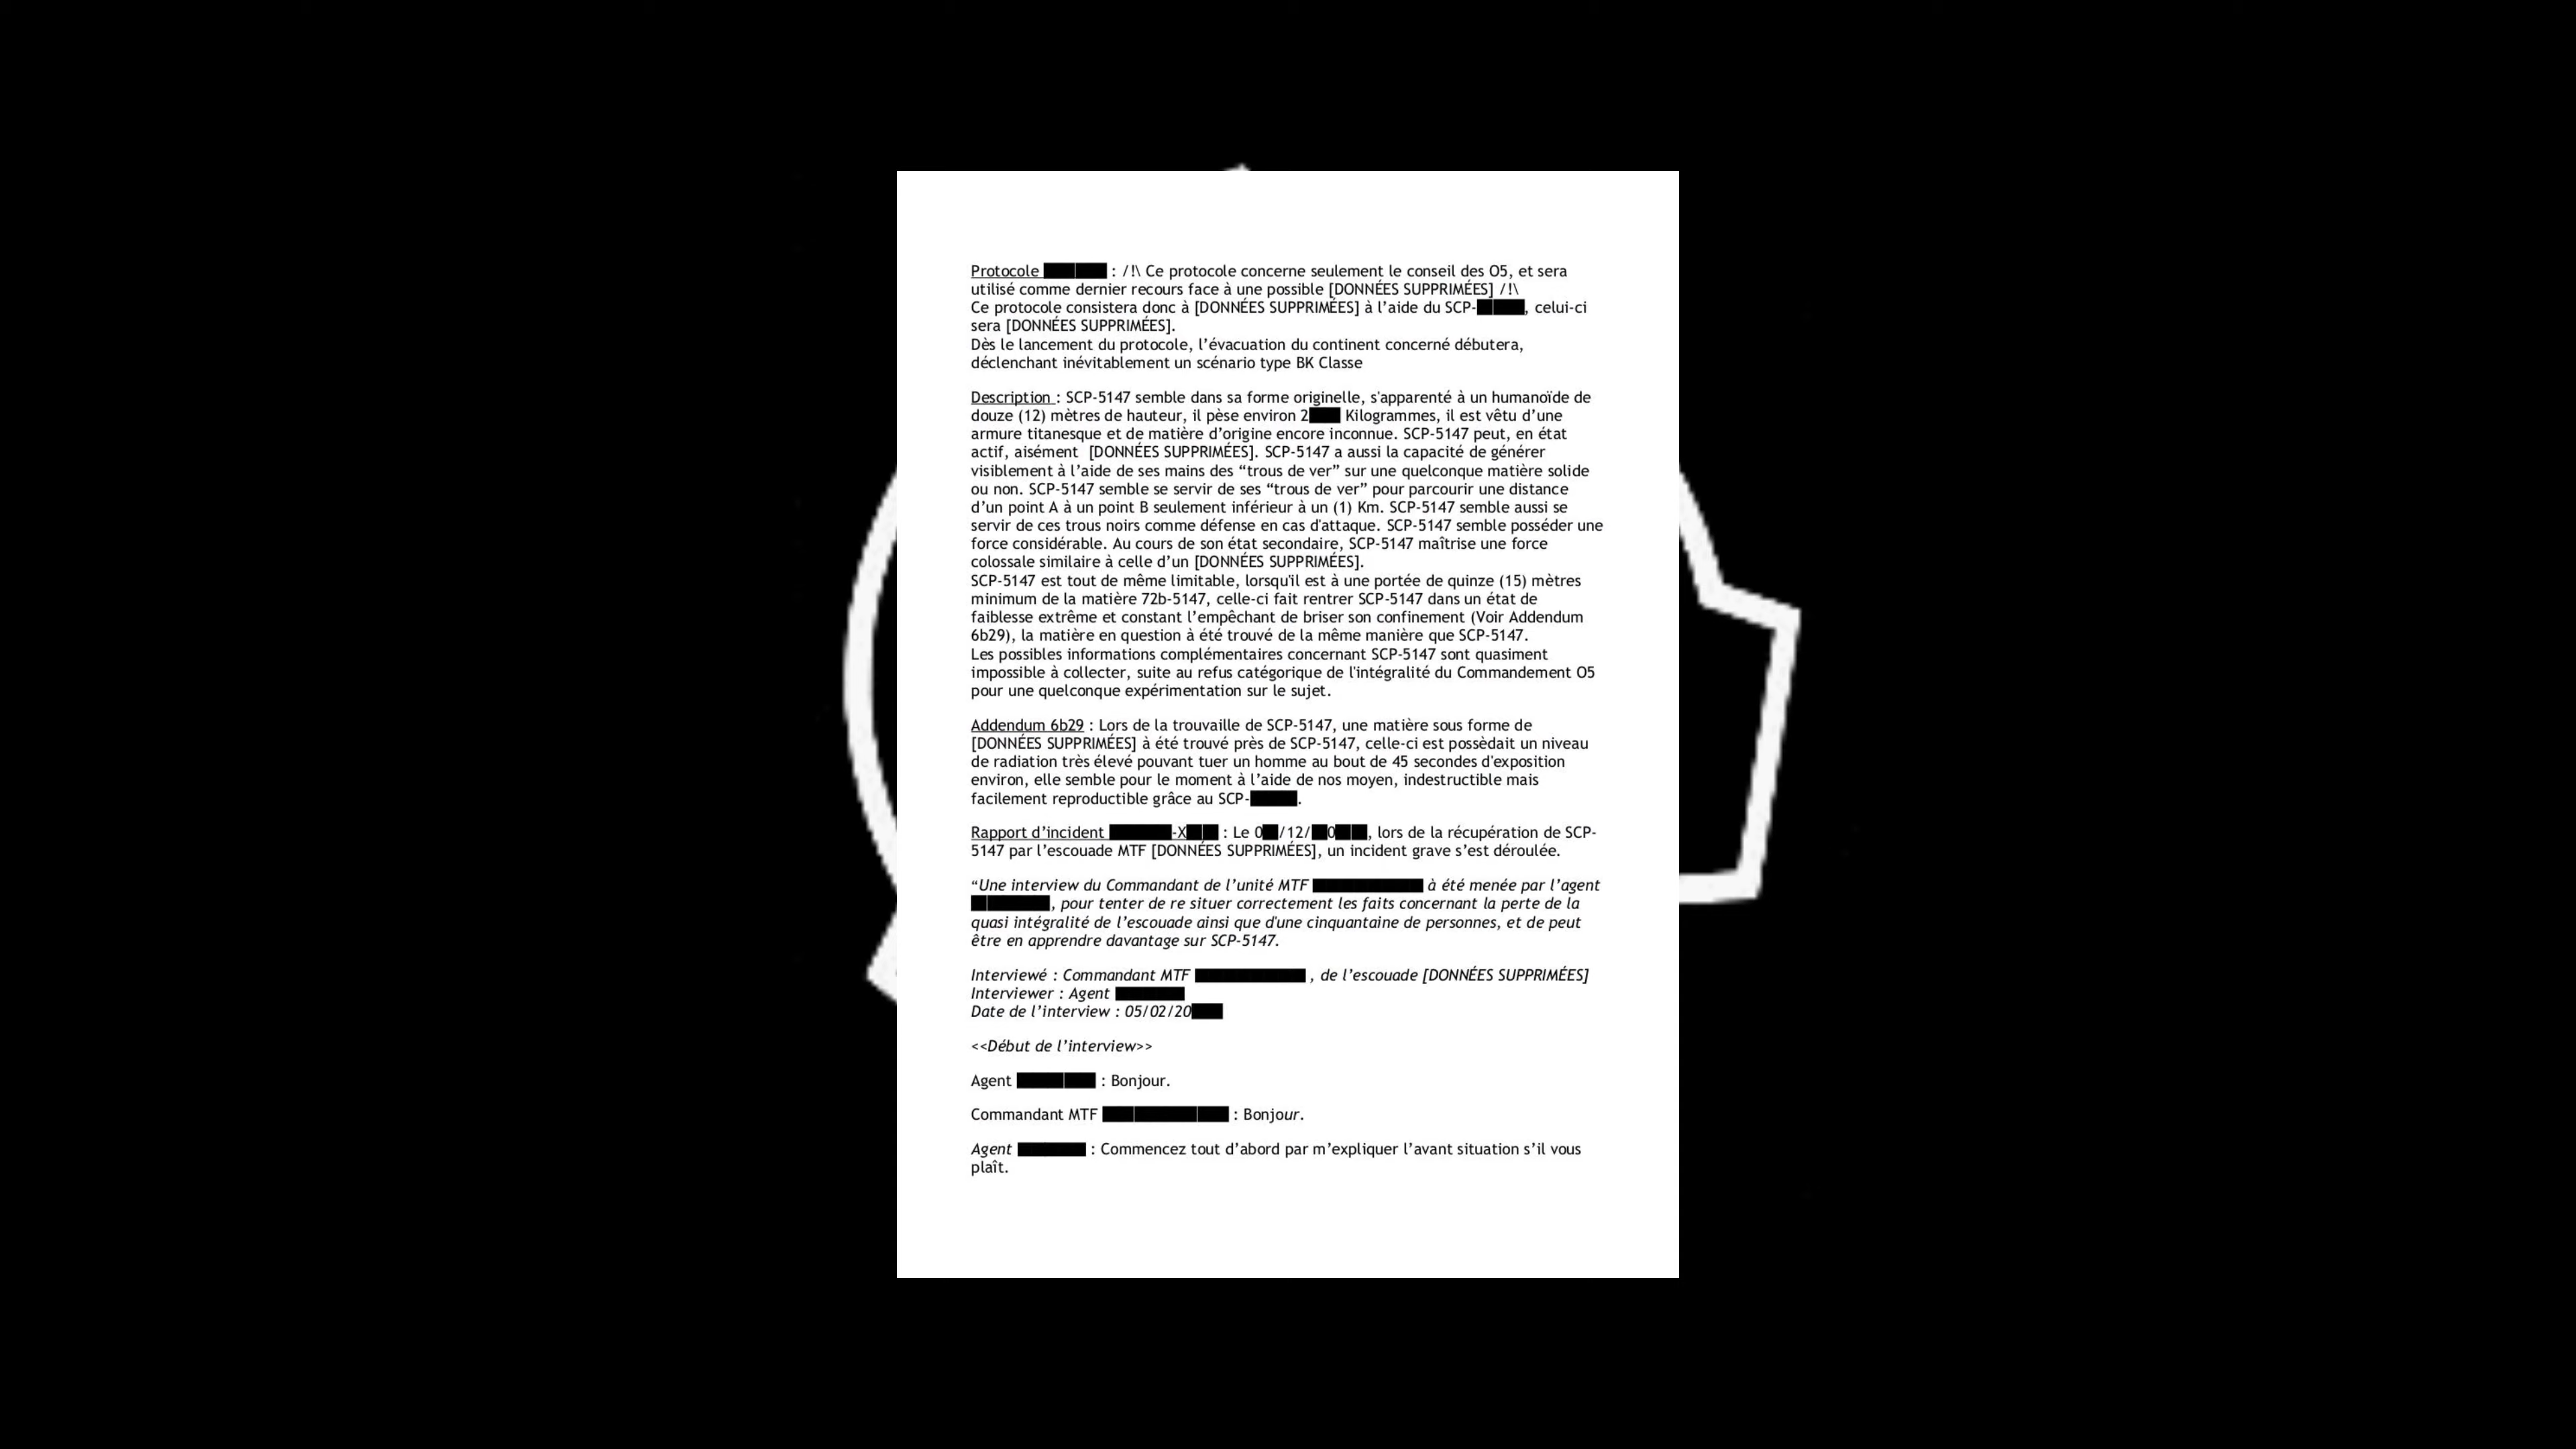 Protocole ███████ : /!\ Ce protocole concerne seulement le conseil des O5, et sera
utilisé comme dernier recours face à une possible [DONNÉES SUPPRIMÉES] /!\
Ce protocole consistera donc à [DONNÉES SUPPRIMÉES] à l’aide du SCP-█████, celui-ci
sera [DONNÉES SUPPRIMÉES].
Dès le lancement du protocole, l’évacuation du continent concerné débutera,
déclenchant inévitablement un scénario type BK Classe
Description : SCP-5147 semble dans sa forme originelle, s'apparenté à un humanoïde de
douze (12) mètres de hauteur, il pèse environ 2███ Kilogrammes, il est vêtu d’une
armure titanesque et de matière d’origine encore inconnue. SCP-5147 peut, en état
actif, aisément [DONNÉES SUPPRIMÉES]. SCP-5147 a aussi la capacité de générer
visiblement à l’aide de ses mains des “trous de ver” sur une quelconque matière solide
ou non. SCP-5147 semble se servir de ses “trous de ver” pour parcourir une distance
d’un point A à un point B seulement inférieur à un (1) Km. SCP-5147 semble aussi se
servir de ces trous noirs comme défense en cas d'attaque. SCP-5147 semble posséder une
force considérable. Au cours de son état secondaire, SCP-5147 maîtrise une force
colossale similaire à celle d’un [DONNÉES SUPPRIMÉES].
SCP-5147 est tout de même limitable, lorsqu'il est à une portée de quinze (15) mètres
minimum de la matière 72b-5147, celle-ci fait rentrer SCP-5147 dans un état de
faiblesse extrême et constant l’empêchant de briser son confinement (Voir Addendum
6b29), la matière en question à été trouvé de la même manière que SCP-5147.
Les possibles informations complémentaires concernant SCP-5147 sont quasiment
impossible à collecter, suite au refus catégorique de l'intégralité du Commandement O5
pour une quelconque expérimentation sur le sujet.
Addendum 6b29 : Lors de la trouvaille de SCP-5147, une matière sous forme de
[DONNÉES SUPPRIMÉES] à été trouvé près de SCP-5147, celle-ci est possèdait un niveau
de radiation très élevé pouvant tuer un homme au bout de 45 secondes d'exposition
environ, elle semble pour le moment à l’aide de nos moyen, indestructible mais
facilement reproductible grâce au SCP-█████.
Rapport d’incident ███████-X███ : Le 0█/12/█0███, lors de la récupération de SCP-
5147 par l’escouade MTF [DONNÉES SUPPRIMÉES], un incident grave s’est déroulée.
“Une interview du Commandant de l’unité MTF ████████████ à été menée par l’agent
████████, pour tenter de re situer correctement les faits concernant la perte de la
quasi intégralité de l’escouade ainsi que d'une cinquantaine de personnes, et de peut
être en apprendre davantage sur SCP-5147.
Interviewé : Commandant MTF ████████████ , de l’escouade [DONNÉES SUPPRIMÉES]
Interviewer : Agent ███████
Date de l’interview : 05/02/20███
<<Début de l’interview>>
Agent ████████ : Bonjour.
Commandant MTF ████████████ : Bonjour.
Agent ███████ : Commencez tout d’abord par m’expliquer l’avant situation s’il vous
plaît.